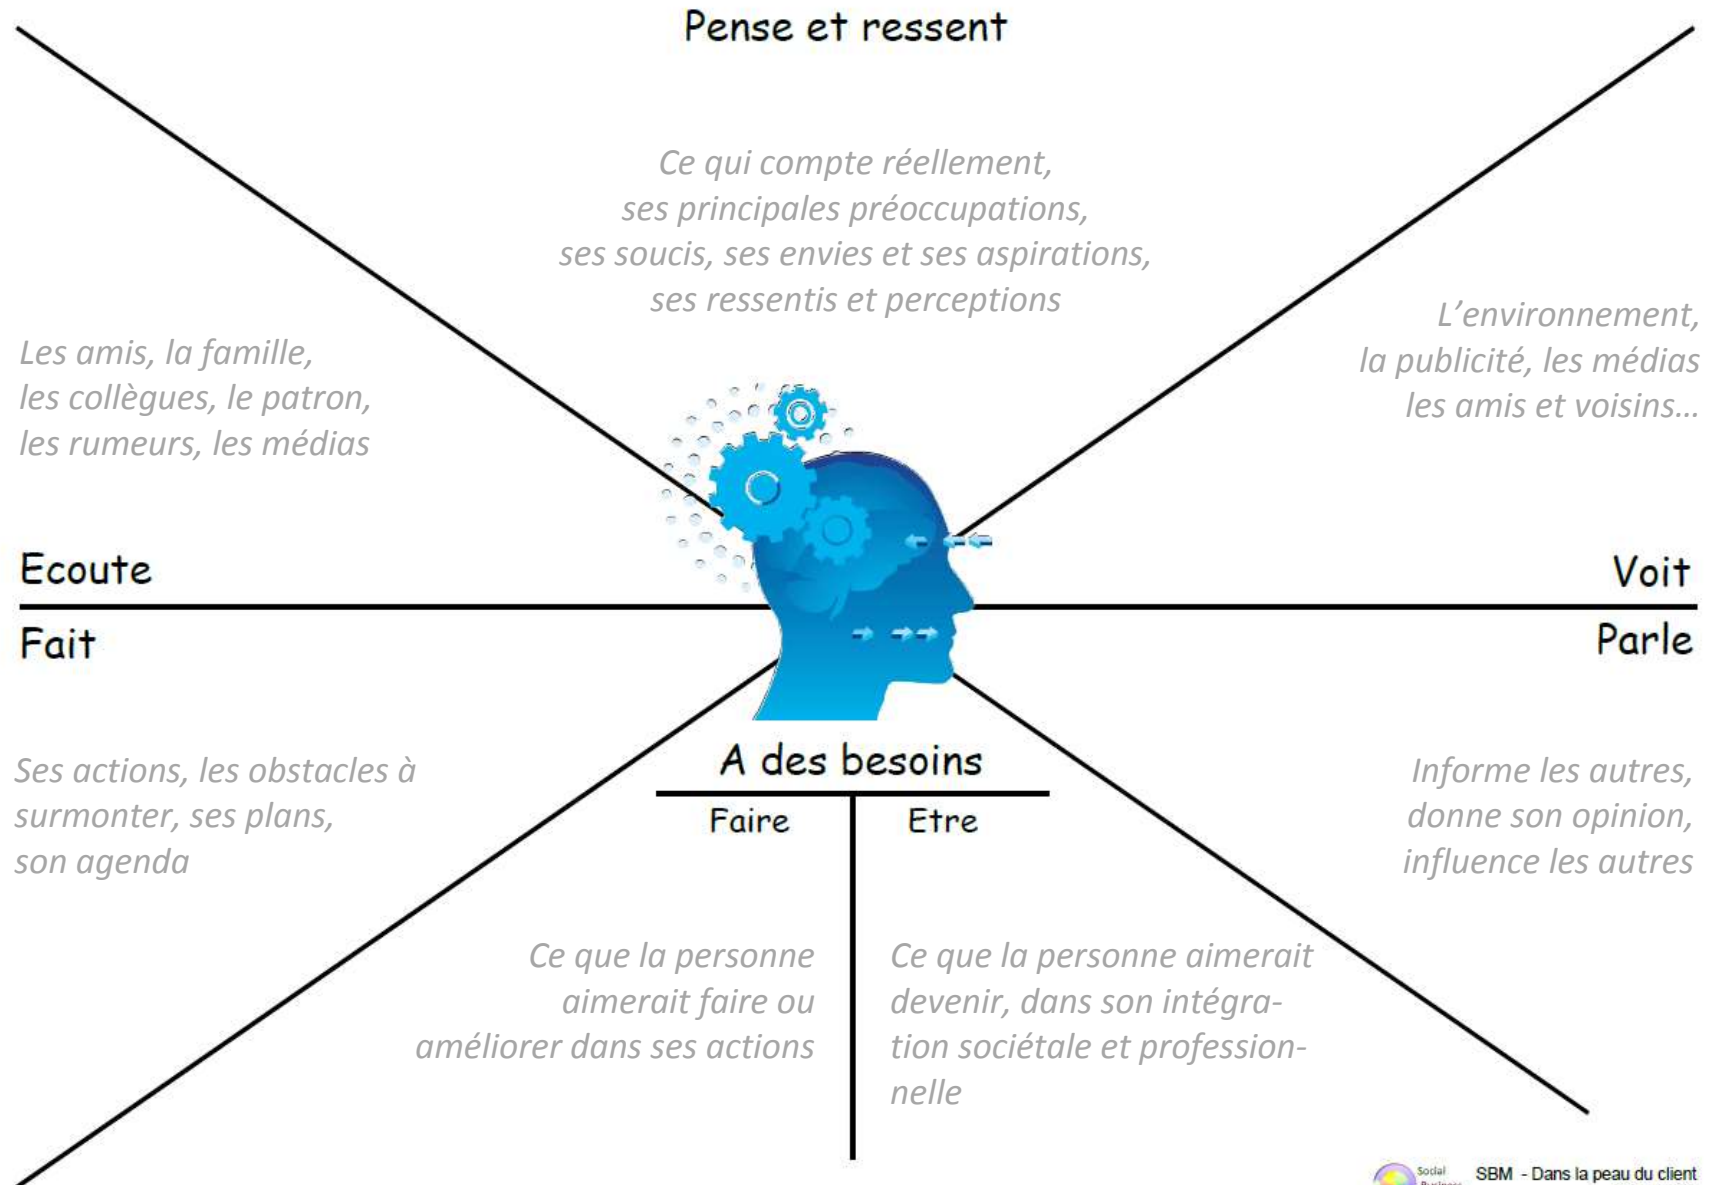 Pense et ressent
Ce qui compte réellement,
ses principales préoccupations,
ses soucis, ses envies et ses aspirations,
ses ressentis et perceptions
Les amis, la famille,
les collègues, le patron,
les rumeurs, les médias
L'environnement,
la publicité, les médias
les amis et voisins…
Ecoute
Voit
Fait
Parle
Ses actions, les obstacles à
surmonter, ses plans,
son agenda
A des besoins
Faire
Etre
Informe les autres,
donne son opinion,
influence les autres
Ce que la personne
aimerait faire ou
améliorer dans ses actions
Ce que la personne aimerait
devenir, dans son intégra-
tion sociétale et profession-
nelle
Social
Business
SBM - Dans la peau du client